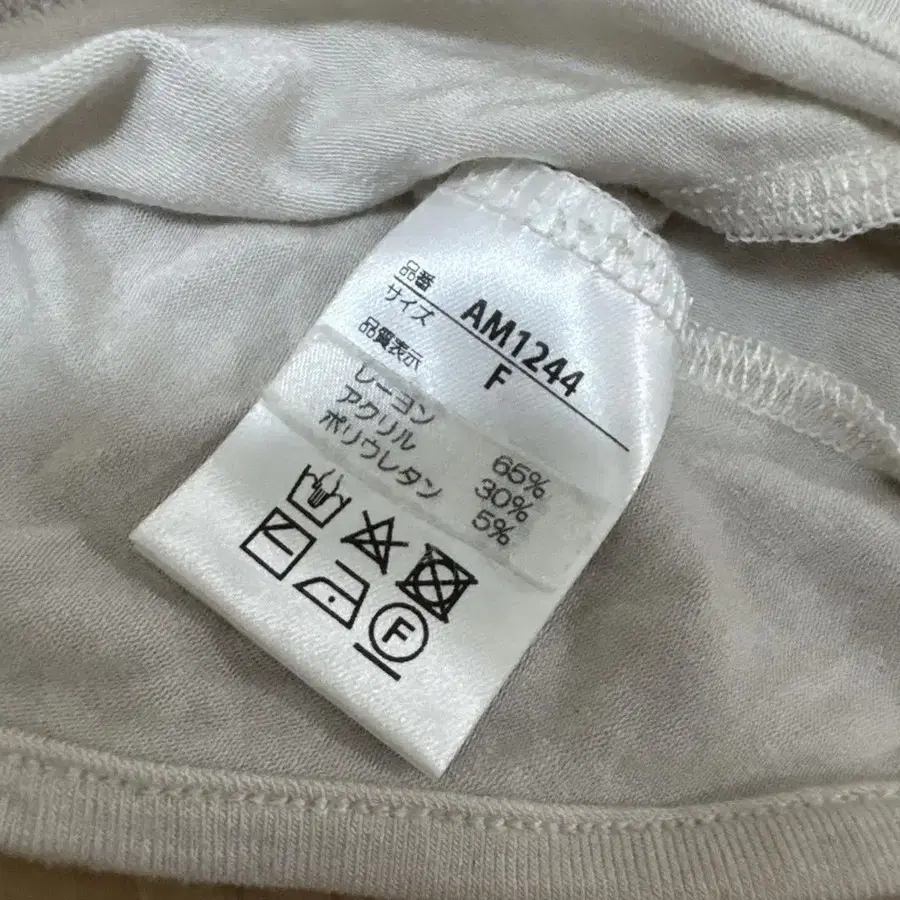 品番 AM1244
サイズ F
品質表示
レーヨン 65%
アクリル 30%
ポリウレタン 5%
F